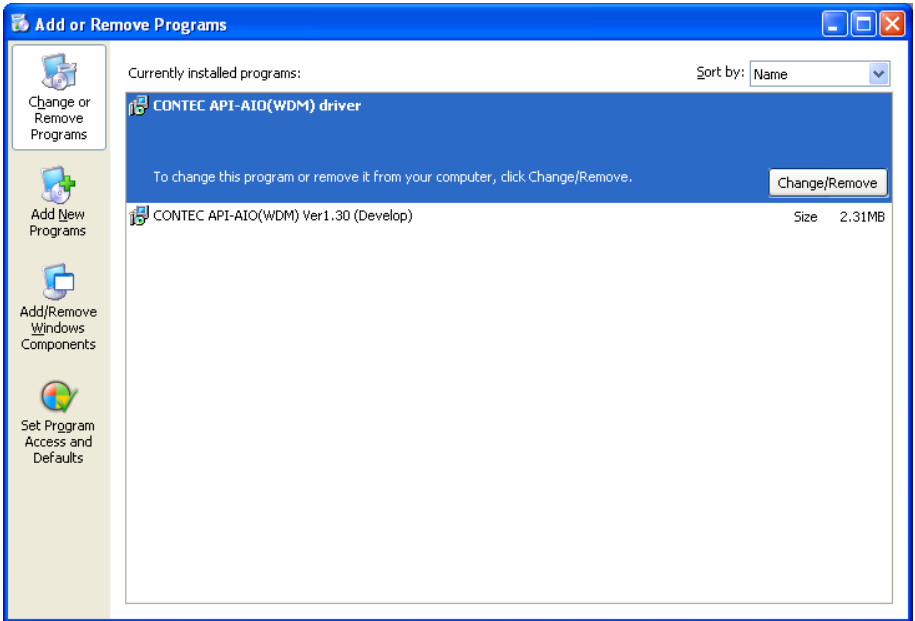 Add or Remove Programs
Change or
Remove
Programs
Add New
Programs
Add/Remove
Windows
Components
Set Program
Access and
Defaults
Currently installed programs:
Sort by: Name
CONTEC API-AIO(WDM) driver
To change this program or remove it from your computer, click Change/Remove.
Change/Remove
CONTEC API-AIO(WDM) Ver1.30 (Develop) Size 2.31MB